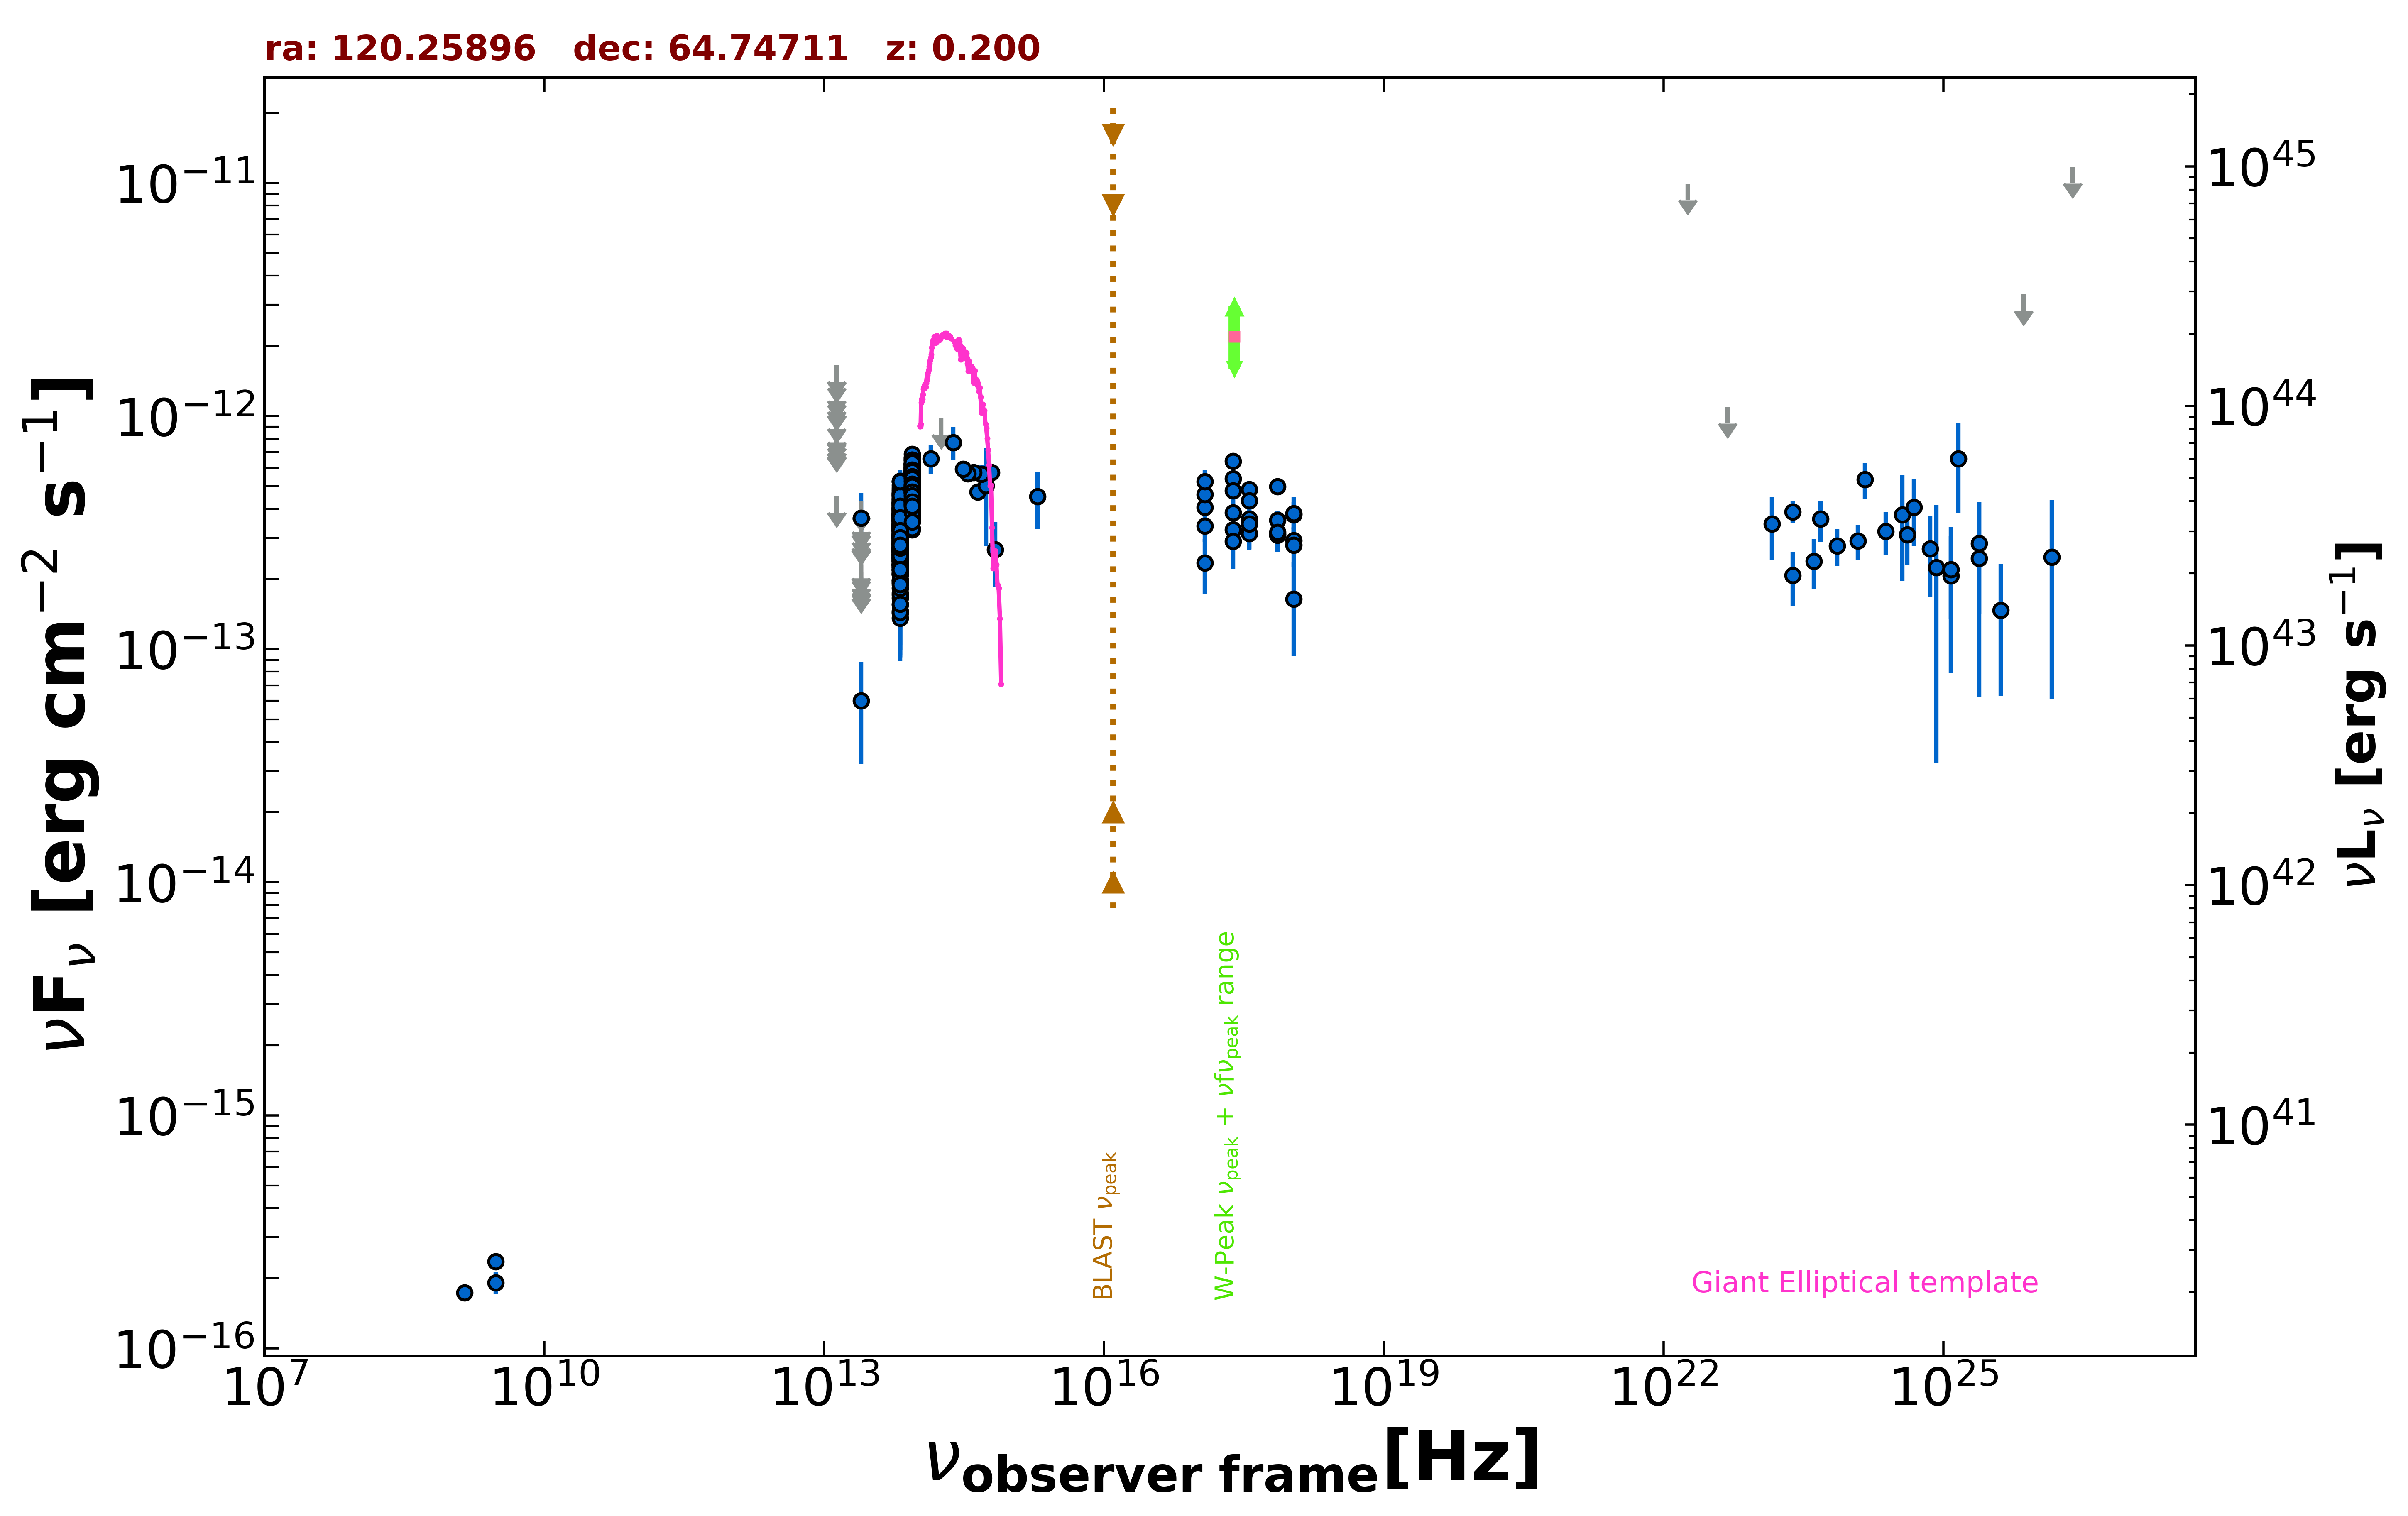 ra: 120.25896   dec: 64.74711   z: 0.200
νFν [erg cm−2 s−1]
10−11
10−12
10−13
10−14
10−15
10−16
BLAST νpeak
W-Peak νpeak + νfνpeak range
Giant Elliptical template
1045
1044
1043
1042
1041
νLν [erg s−1]
107 1010 1013 1016 1019 1022 1025
νobserver frame[Hz]